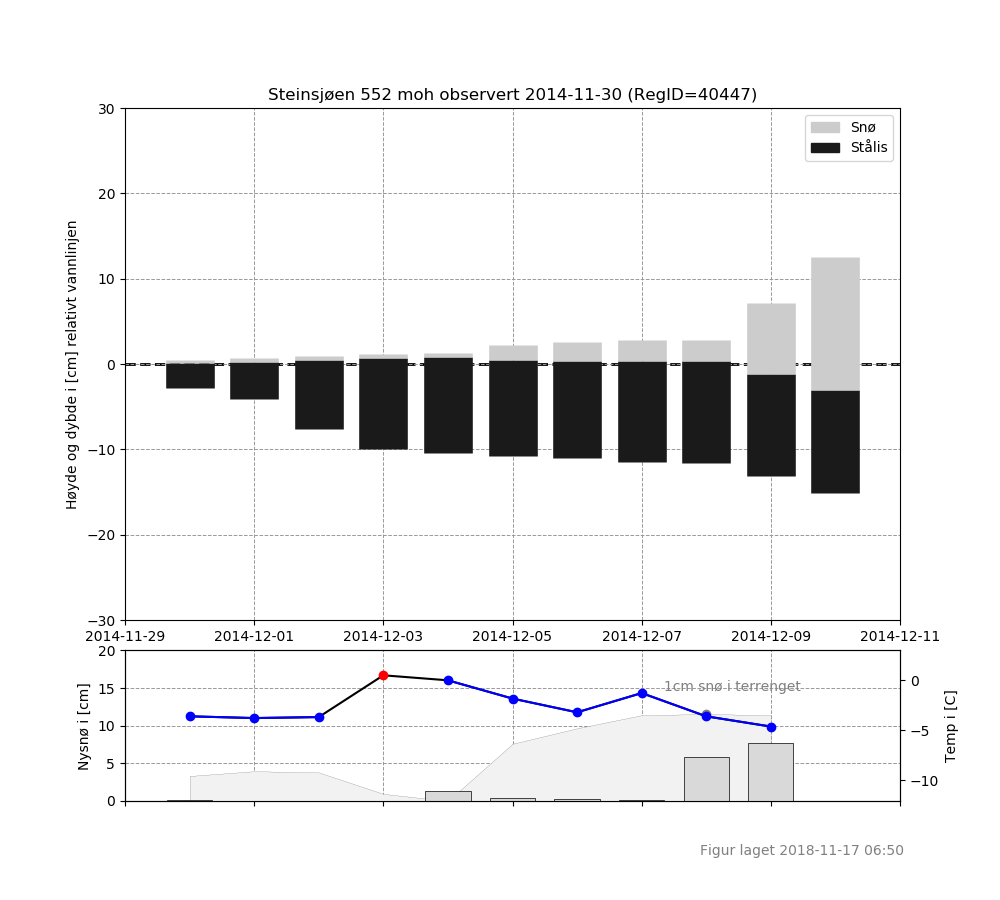 Steinsjøen 552 moh observert 2014-11-30 (RegID=40447)
Snø
Stålis
Høyde og dybde i [cm] relativt vannlinjen
30
20
10
0
−10
−20
−30
2014-11-29 2014-12-01 2014-12-03 2014-12-05 2014-12-07 2014-12-09 2014-12-11
Nysnø i [cm]
20
15
10
5
0
1cm snø i terrenget
0
−5
−10
Temp i [C]
Figur laget 2018-11-17 06:50